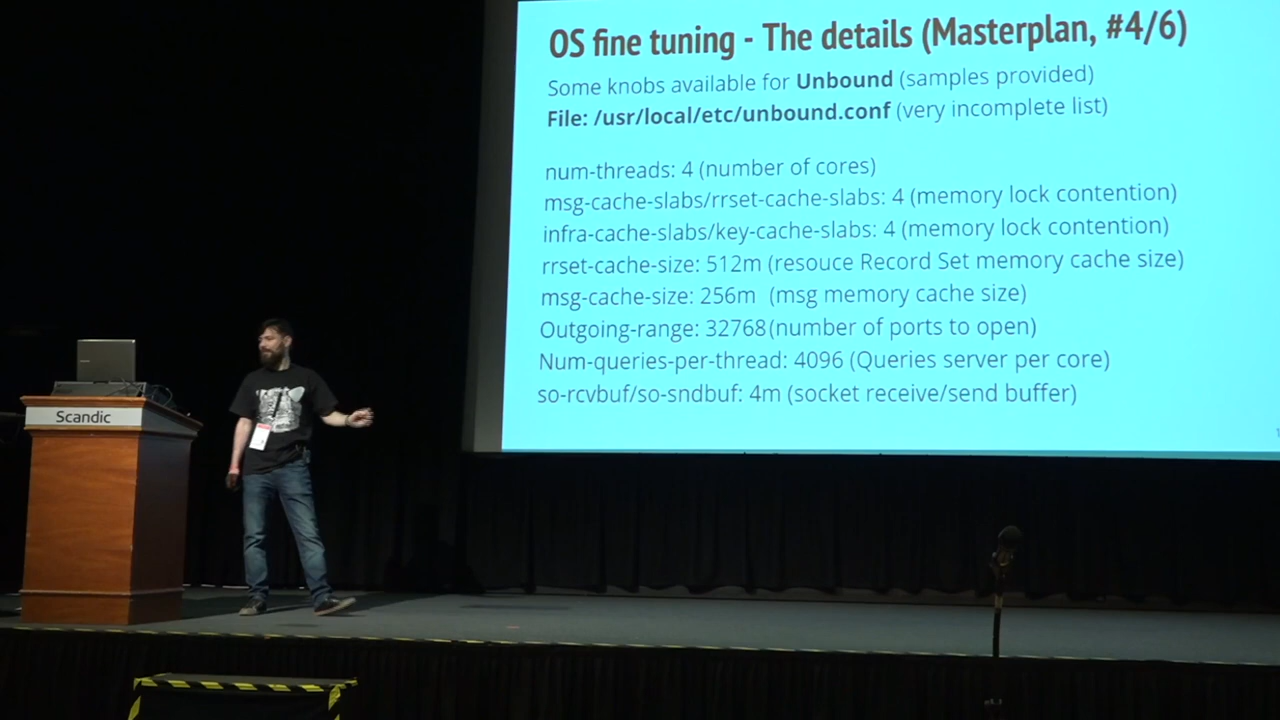 OS fine tuning - The details (Masterplan, #4/6)
Some knobs available for Unbound (samples provided)
File: /usr/local/etc/unbound.conf (very incomplete list)
num-threads: 4 (number of cores)
msg-cache-slabs/rrset-cache-slabs: 4 (memory lock contention)
infra-cache-slabs/key-cache-slabs: 4 (memory lock contention)
rrset-cache-size: 512m (resouce Record Set memory cache size)
msg-cache-size: 256m (msg memory cache size)
Outgoing-range: 32768(number of ports to open)
Num-queries-per-thread: 4096 (Queries server per core)
so-rcvbuf/so-sndbuf: 4m (socket receive/send buffer)
Scandic